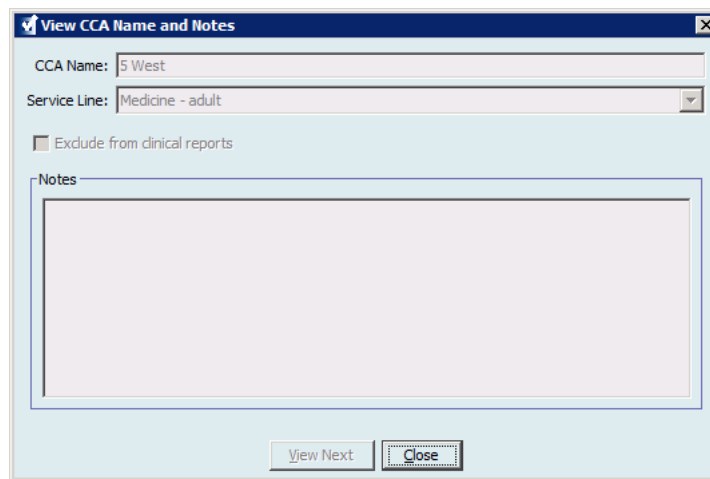 View CCA Name and Notes
CCA Name: 5 West
Service Line: Medicine - adult
Exclude from clinical reports
Notes
View Next Close